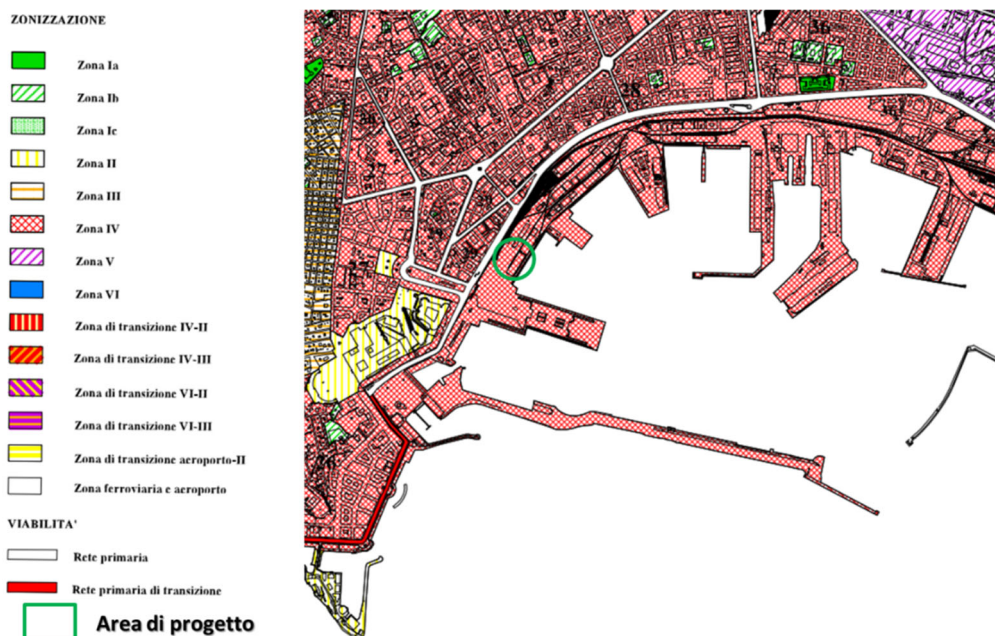 ZONIZZAZIONE
Zona Ia
Zona Ib
Zona Ic
Zona II
Zona III
Zona IV
Zona V
Zona VI
Zona di transizione IV-II
Zona di transizione IV-III
Zona di transizione VI-II
Zona di transizione VI-III
Zona di transizione aeroporto-II
Zona ferroviaria e aeroporto
VIABILITA'
Rete primaria
Rete primaria di transizione
Area di progetto
28